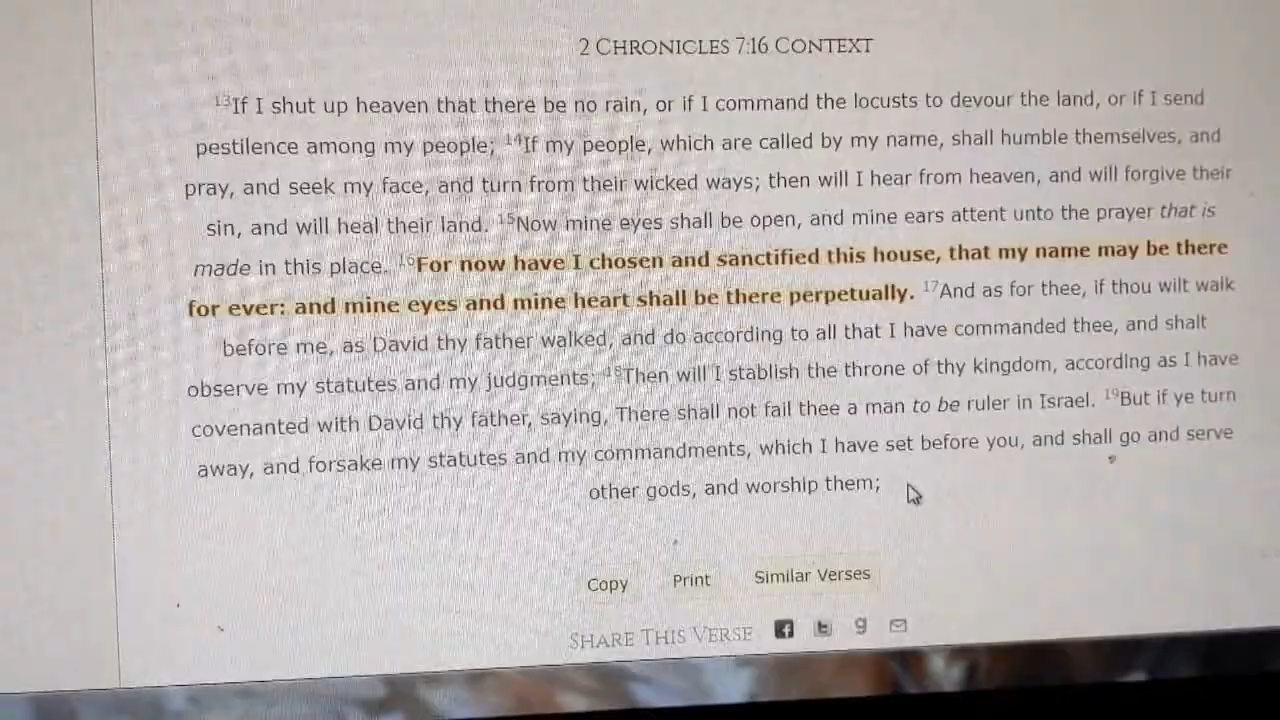 2 Chronicles 7:16 Context
13If I shut up heaven that there be no rain, or if I command the locusts to devour the land, or if I send
pestilence among my people; 14If my people, which are called by my name, shall humble themselves, and
pray, and seek my face, and turn from their wicked ways; then will I hear from heaven, and will forgive their
sin, and will heal their land. 15Now mine eyes shall be open, and mine ears attent unto the prayer that is
made in this place. 16For now have I chosen and sanctified this house, that my name may be there
for ever: and mine eyes and mine heart shall be there perpetually. 17And as for thee, if thou wilt walk
before me, as David thy father walked, and do according to all that I have commanded thee, and shalt
observe my statutes and my judgments; 18Then will I stablish the throne of thy kingdom, according as I have
covenanted with David thy father, saying, There shall not fail thee a man to be ruler in Israel. 19But if ye turn
away, and forsake my statutes and my commandments, which I have set before you, and shall go and serve
other gods, and worship them;
Copy Print Similar Verses
Share This Verse f t g